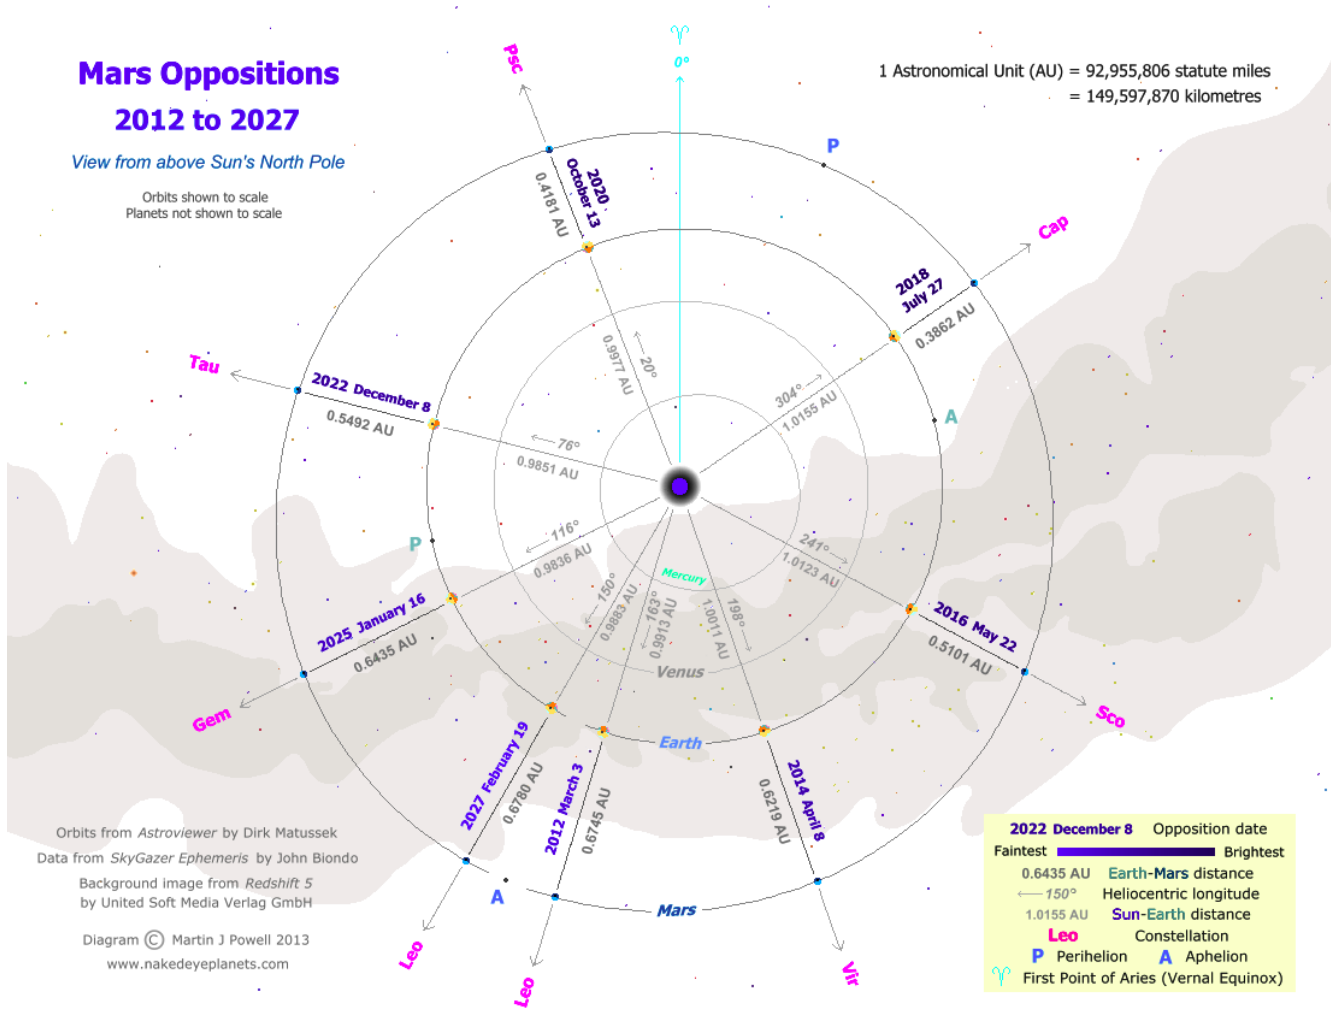 Mars Oppositions
2012 to 2027
View from above Sun's North Pole
Orbits shown to scale
Planets not shown to scale
♈
0°
1 Astronomical Unit (AU) = 92,955,806 statute miles
= 149,597,870 kilometres
Psc
2020
October 13
0.4181 AU
0.9977 AU
20°
P
Cap
2018
July 27
0.3862 AU
304°
1.0155 AU
A
Tau
2022 December 8
0.5492 AU
76°
0.9851 AU
P
116°
0.9836 AU
2025 January 16
0.6435 AU
Gem
150°
0.9883 AU
2027 February 19
0.6780 AU
Leo
A
163°
0.9913 AU
2012 March 3
0.6745 AU
Leo
198°
1.0011 AU
2014 April 8
0.6219 AU
Vir
241°
1.0123 AU
2016 May 22
0.5101 AU
Sco
Mercury
Venus
Earth
Mars
Orbits from Astroviewer by Dirk Matussek
Data from SkyGazer Ephemeris by John Biondo
Background image from Redshift 5
by United Soft Media Verlag GmbH
Diagram © Martin J Powell 2013
www.nakedeyeplanets.com
2022 December 8 Opposition date
Faintest Brightest
0.6435 AU Earth-Mars distance
150° Heliocentric longitude
1.0155 AU Sun-Earth distance
Leo Constellation
P Perihelion A Aphelion
♈ First Point of Aries (Vernal Equinox)